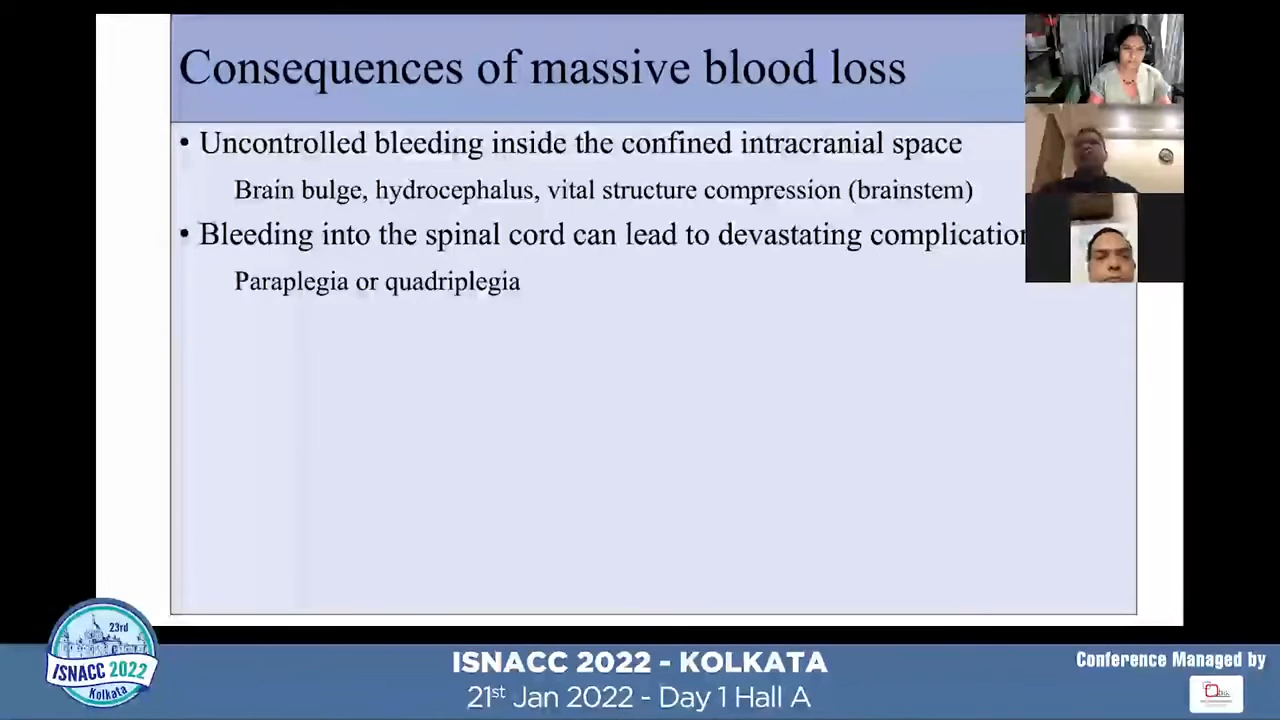 Consequences of massive blood loss
• Uncontrolled bleeding inside the confined intracranial space
Brain bulge, hydrocephalus, vital structure compression (brainstem)
• Bleeding into the spinal cord can lead to devastating complication
Paraplegia or quadriplegia
23rd
ISNACC 2022
Kolkata
ISNACC 2022 - KOLKATA
21st Jan 2022 - Day 1 Hall A
Conference Managed by